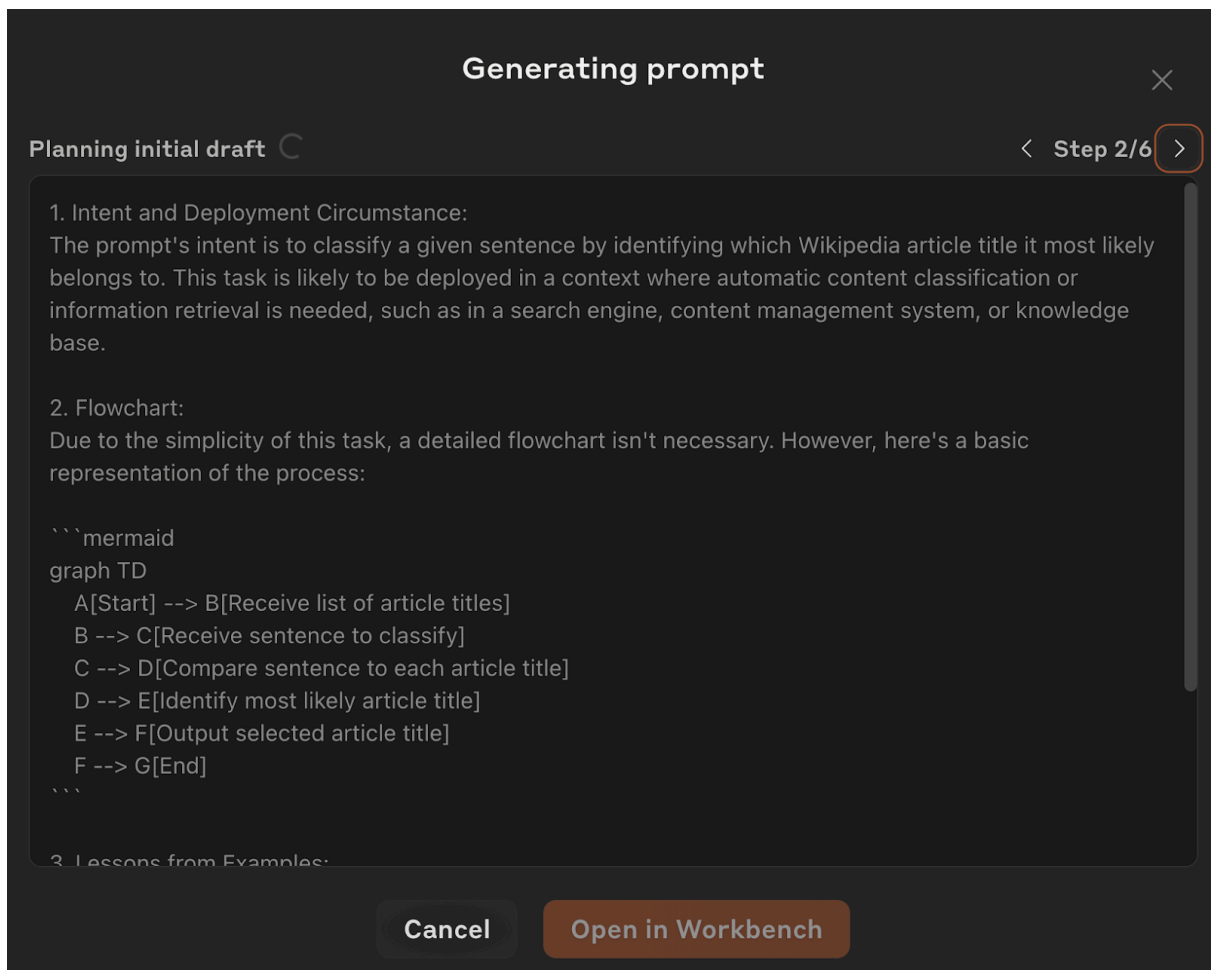 Generating prompt
Planning initial draft
Step 2/6
1. Intent and Deployment Circumstance:
The prompt's intent is to classify a given sentence by identifying which Wikipedia article title it most likely
belongs to. This task is likely to be deployed in a context where automatic content classification or
information retrieval is needed, such as in a search engine, content management system, or knowledge
base.
2. Flowchart:
Due to the simplicity of this task, a detailed flowchart isn't necessary. However, here's a basic
representation of the process:
```mermaid
graph TD
A[Start] --> B[Receive list of article titles]
B --> C[Receive sentence to classify]
C --> D[Compare sentence to each article title]
D --> E[Identify most likely article title]
E --> F[Output selected article title]
F --> G[End]
```
3. Lessons from Examples:
Cancel
Open in Workbench